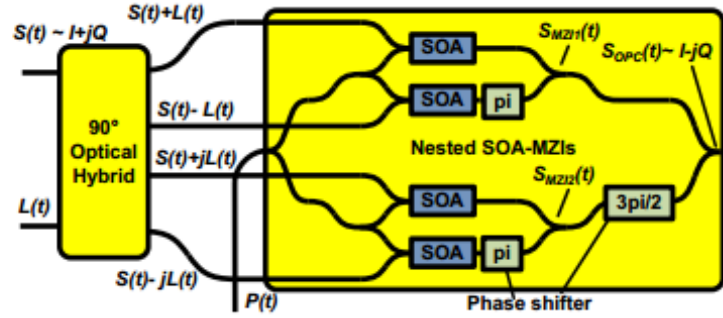 S(t)+L(t)
S(t) ~ I+jQ
S_MZI1(t)
SOA
S_OPC(t)~ I-jQ
S(t)- L(t)
SOA
pi
90°
Optical
Hybrid
Nested SOA-MZIs
S(t)+jL(t)
S_MZI2(t)
L(t)
SOA
3pi/2
SOA
pi
S(t)- jL(t)
P(t)
Phase shifter